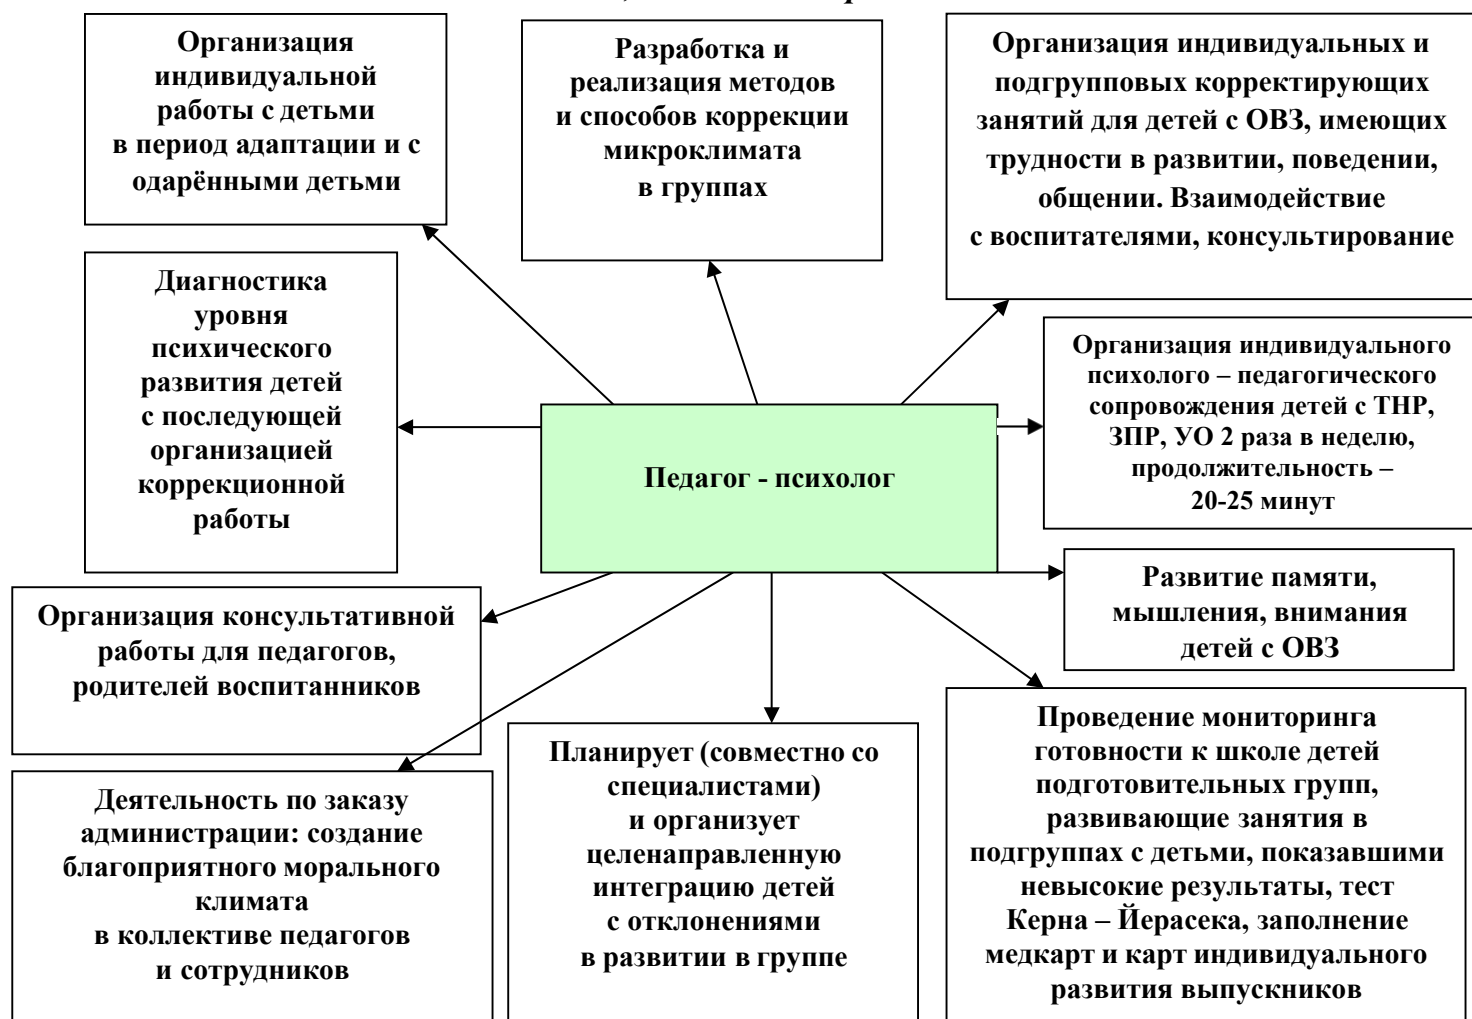 Организация
индивидуальной
работы с детьми
в период адаптации и с
одарёнными детьми
Разработка и
реализация методов
и способов коррекции
микроклимата
в группах
Организация индивидуальных и
подгрупповых корректирующих
занятий для детей с ОВЗ, имеющих
трудности в развитии, поведении,
общении. Взаимодействие
с воспитателями, консультирование
Диагностика
уровня
психического
развития детей
с последующей
организацией
коррекционной
работы
Педагог - психолог
Организация индивидуального
психолого – педагогического
сопровождения детей с ТНР,
ЗПР, УО 2 раза в неделю,
продолжительность –
20-25 минут
Развитие памяти,
мышления, внимания
детей с ОВЗ
Организация консультативной
работы для педагогов,
родителей воспитанников
Деятельность по заказу
администрации: создание
благоприятного морального
климата
в коллективе педагогов
и сотрудников
Планирует (совместно со
специалистами)
и организует
целенаправленную
интеграцию детей
с отклонениями
в развитии в группе
Проведение мониторинга
готовности к школе детей
подготовительных групп,
развивающие занятия в
подгруппах с детьми, показавшими
невысокие результаты, тест
Керна – Йерасека, заполнение
медкарт и карт индивидуального
развития выпускников